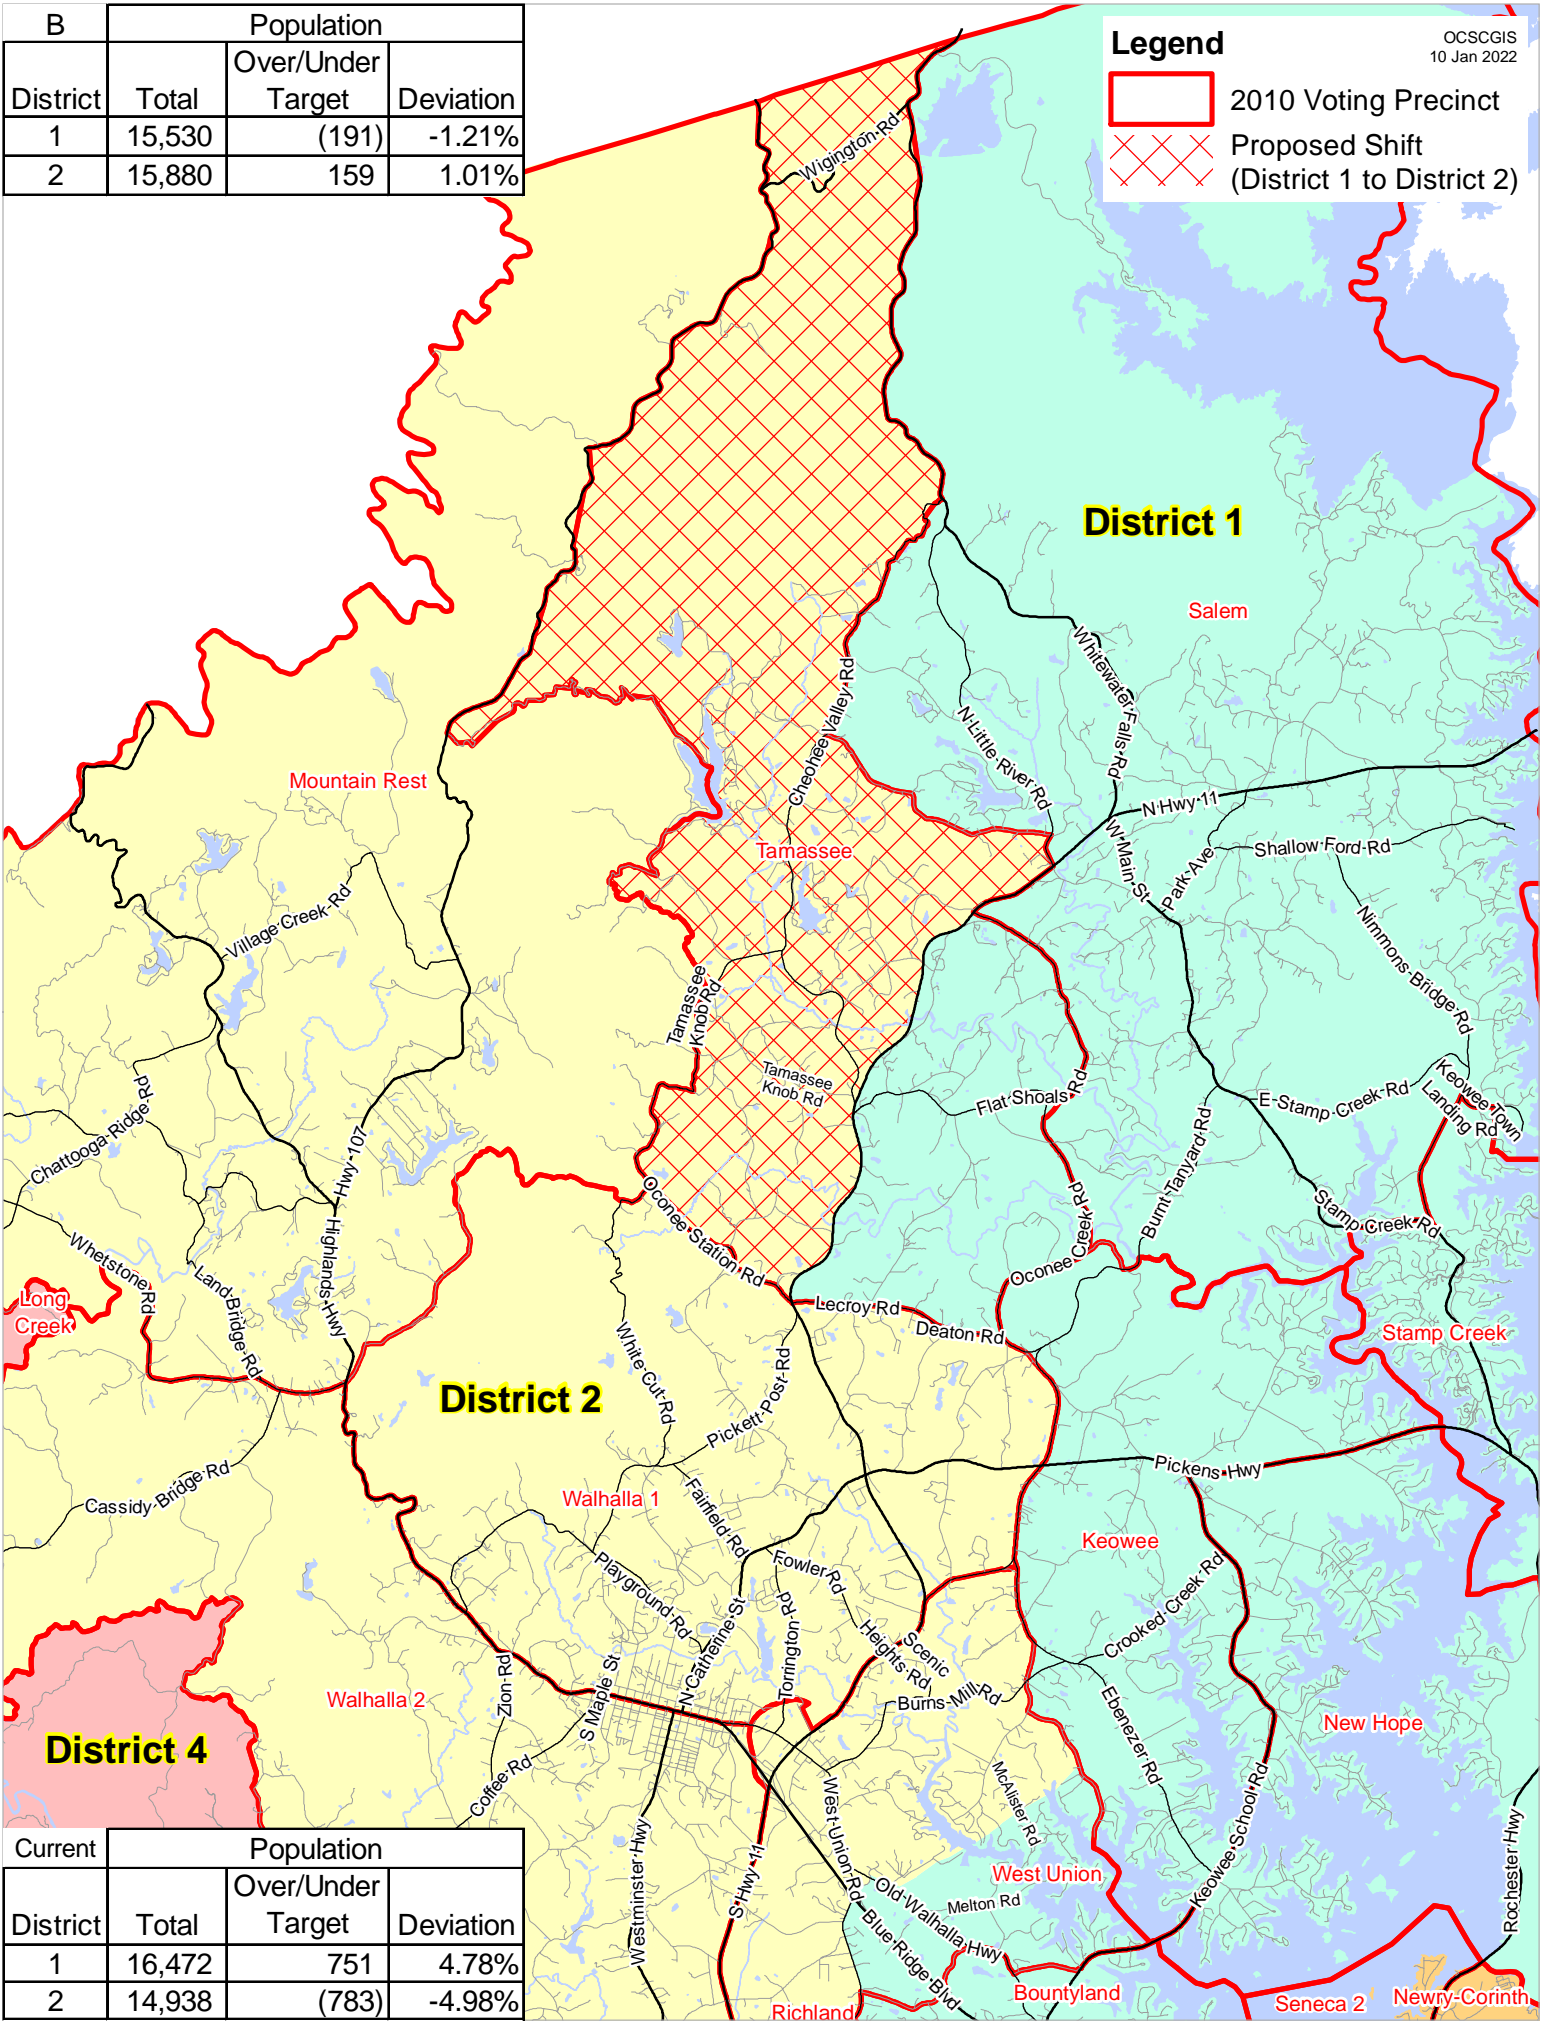 B Population
District Total Over/Under Target Deviation
1 15,530 (191) -1.21%
2 15,880 159 1.01%
Legend
OCSCGIS
10 Jan 2022
2010 Voting Precinct
Proposed Shift
(District 1 to District 2)
Wigington Rd
District 1
Salem
Whitewater Falls Rd
N Little River Rd
Cheohee Valley Rd
Mountain Rest
N Hwy 11
W Main St
Park Ave
Shallow Ford Rd
Tamassee
Village Creek Rd
Nimmons Bridge Rd
Tamassee
Knob Rd
Tamassee
Knob Rd
Flat Shoals Rd
E Stamp Creek Rd
Keowee Town
Landing Rd
Chattooga Ridge Rd
Hwy 107
Burnt Tanyard Rd
Oconee Creek Rd
Stamp Creek Rd
Oconee Station Rd
Whetstone Rd
Land Bridge Rd
Highlands Hwy
Long
Creek
Oconee Creek Rd
Lecroy Rd
Deaton Rd
Stamp Creek
White Cut Rd
Pickett Post Rd
District 2
Cassidy Bridge Rd
Pickens Hwy
Walhalla 1
Fairfield Rd
Keowee
Playground Rd
Fowler Rd
Crooked Creek Rd
N Catherine St
Torrington Rd
Scenic
Heights Rd
Zion Rd
S Maple St
Walhalla 2
Burns Mill Rd
Ebenezer Rd
New Hope
District 4
Coffee Rd
McAlister Rd
Keowee School Rd
West Union Rd
Rochester Hwy
Westminster Hwy
S Hwy 11
West Union
Old Walhalla Hwy
Melton Rd
Blue Ridge Blvd
Richland
Bountyland
Seneca 2
Newry-Corinth
Current Population
District Total Over/Under Target Deviation
1 16,472 751 4.78%
2 14,938 (783) -4.98%